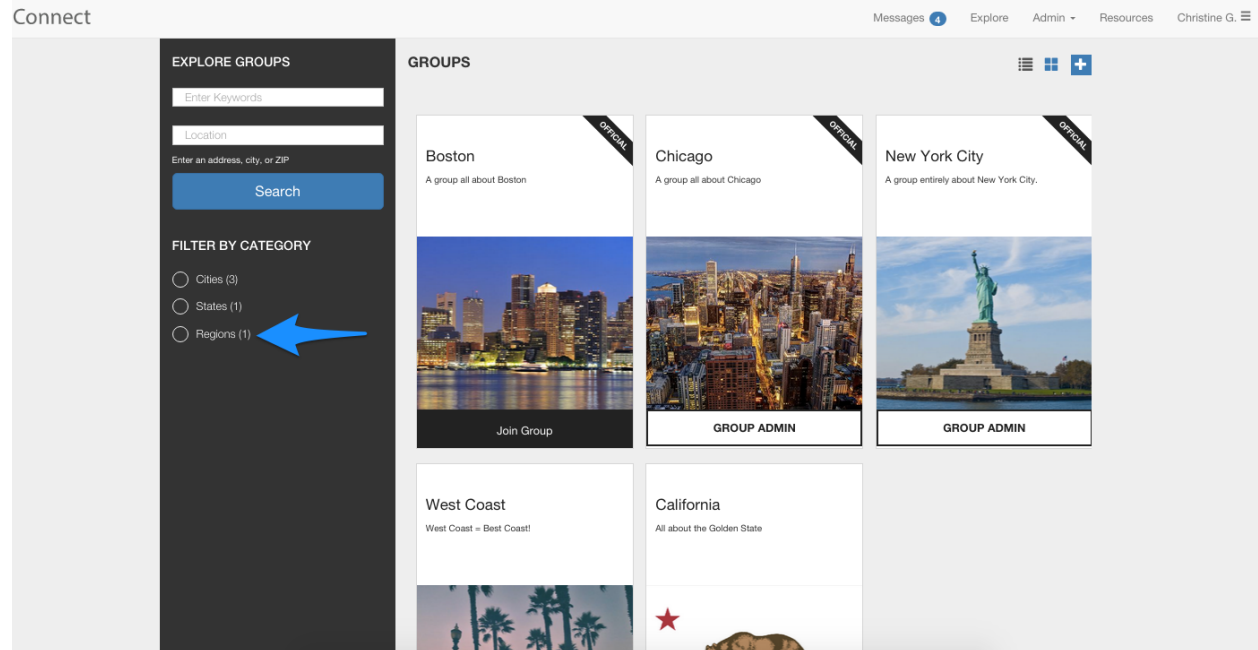 Connect
Messages 4 Explore Admin Resources Christine G.
EXPLORE GROUPS
Enter Keywords
Location
Enter an address, city, or ZIP
Search
FILTER BY CATEGORY
Cities (3)
States (1)
Regions (1)
GROUPS
OFFICIAL
Boston
A group all about Boston
Join Group
OFFICIAL
Chicago
A group all about Chicago
GROUP ADMIN
OFFICIAL
New York City
A group entirely about New York City.
GROUP ADMIN
West Coast
West Coast = Best Coast!
California
All about the Golden State